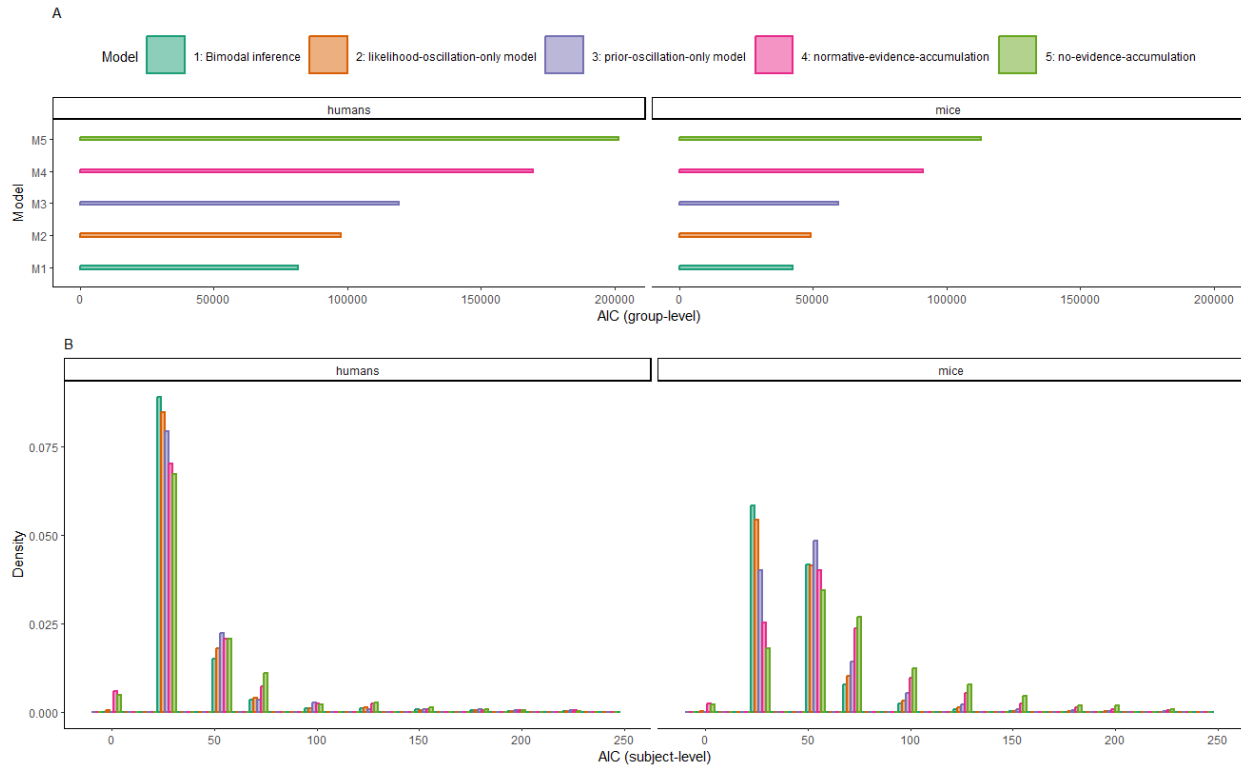 A
Model 1: Bimodal inference 2: likelihood-oscillation-only model 3: prior-oscillation-only model 4: normative-evidence-accumulation 5: no-evidence-accumulation
humans mice
Model
M5
M4
M3
M2
M1
0 50000 100000 150000 200000 0 50000 100000 150000 200000
AIC (group-level)
B
humans mice
Density
0.075
0.050
0.025
0.000
0 50 100 150 200 250 0 50 100 150 200 250
AIC (subject-level)